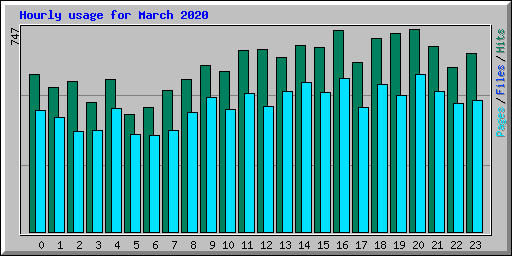 Hourly usage for March 2020
747
Pages / Files / Hits
0 1 2 3 4 5 6 7 8 9 10 11 12 13 14 15 16 17 18 19 20 21 22 23